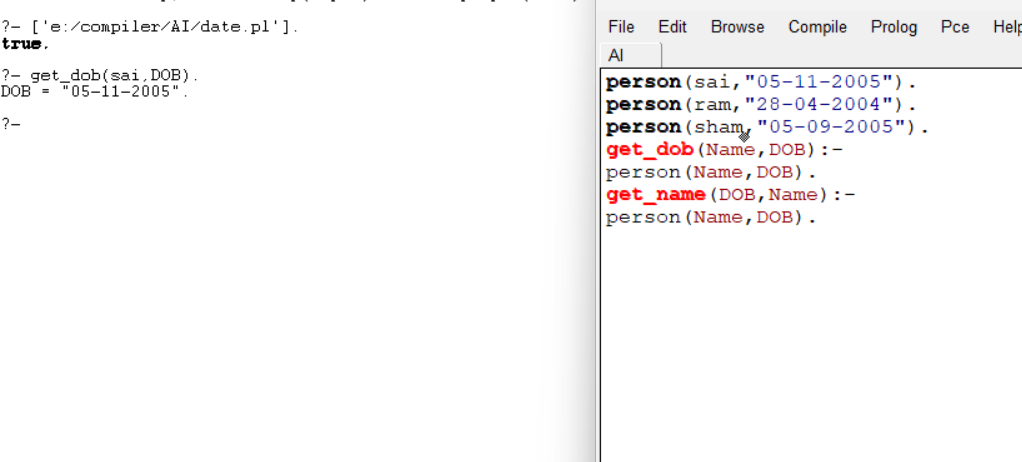 ?- ['e:/compiler/AI/date.pl'].
true.
?- get_dob(sai,DOB).
DOB = "05-11-2005".
?-
File Edit Browse Compile Prolog Pce Help
AI
person(sai,"05-11-2005").
person(ram,"28-04-2004").
person(sham,"05-09-2005").
get_dob(Name,DOB):-
person(Name,DOB).
get_name(DOB,Name):-
person(Name,DOB).